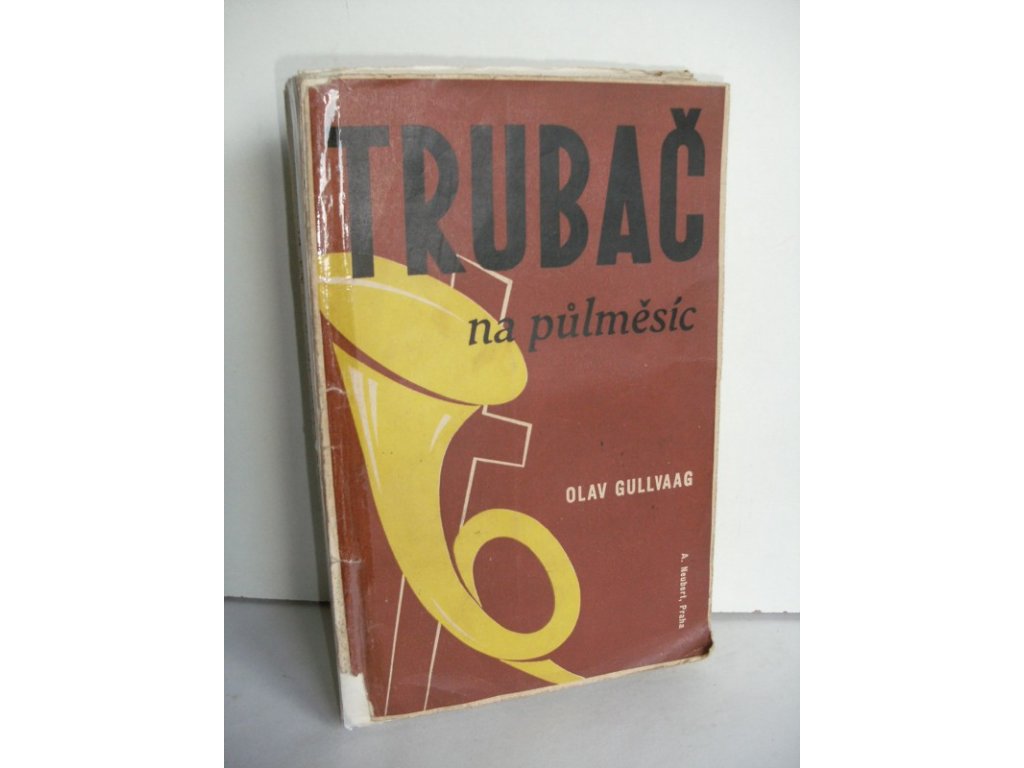 TRUBAČ
na půlměsíc
OLAV GULLVAAG
A. Neubert, Praha